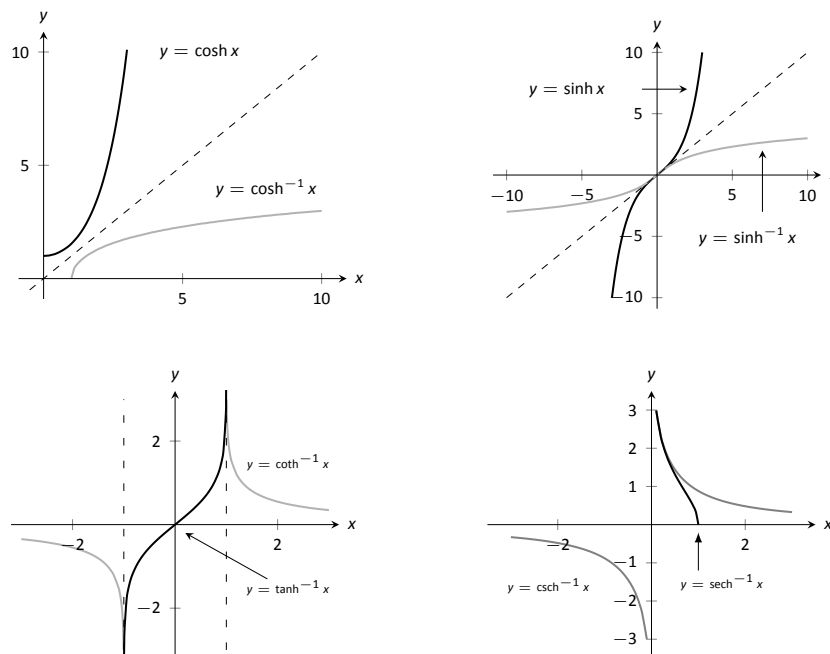 y
10
y = cosh x
5
y = cosh⁻¹ x
5
10
x
y
10
y = sinh x
5
−10
−5
5
10
−5
y = sinh⁻¹ x
−10
y
2
y = coth⁻¹ x
−2
2
x
y = tanh⁻¹ x
−2
y
3
2
1
−2
2
x
−1
y = csch⁻¹ x
y = sech⁻¹ x
−2
−3